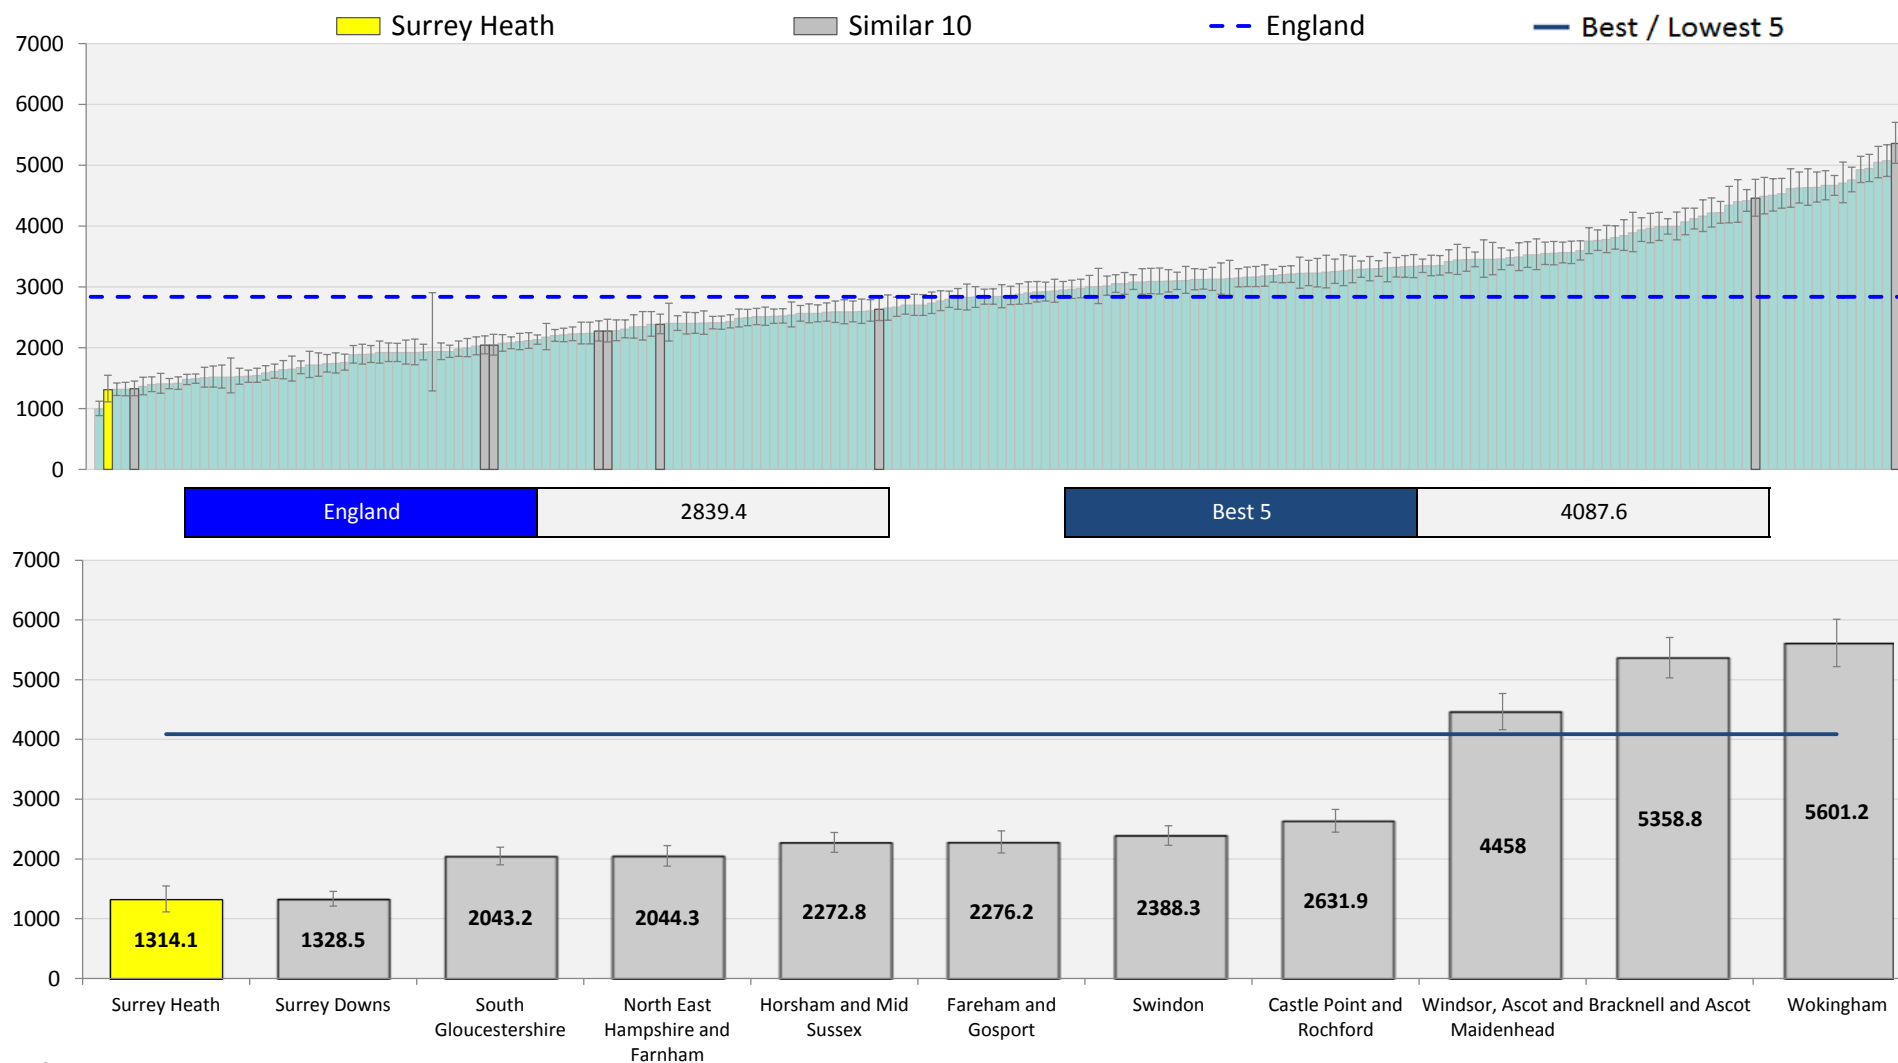 Surrey Heath
Similar 10
England
Best / Lowest 5
7000
6000
5000
4000
3000
2000
1000
0
England
2839.4
Best 5
4087.6
7000
6000
5000
4000
3000
2000
1000
0
1314.1
1328.5
2043.2
2044.3
2272.8
2276.2
2388.3
2631.9
4458
5358.8
5601.2
Surrey Heath
Surrey Downs
South
Gloucestershire
North East
Hampshire and
Farnham
Horsham and Mid
Sussex
Fareham and
Gosport
Swindon
Castle Point and
Rochford
Windsor, Ascot and
Maidenhead
Bracknell and Ascot
Wokingham